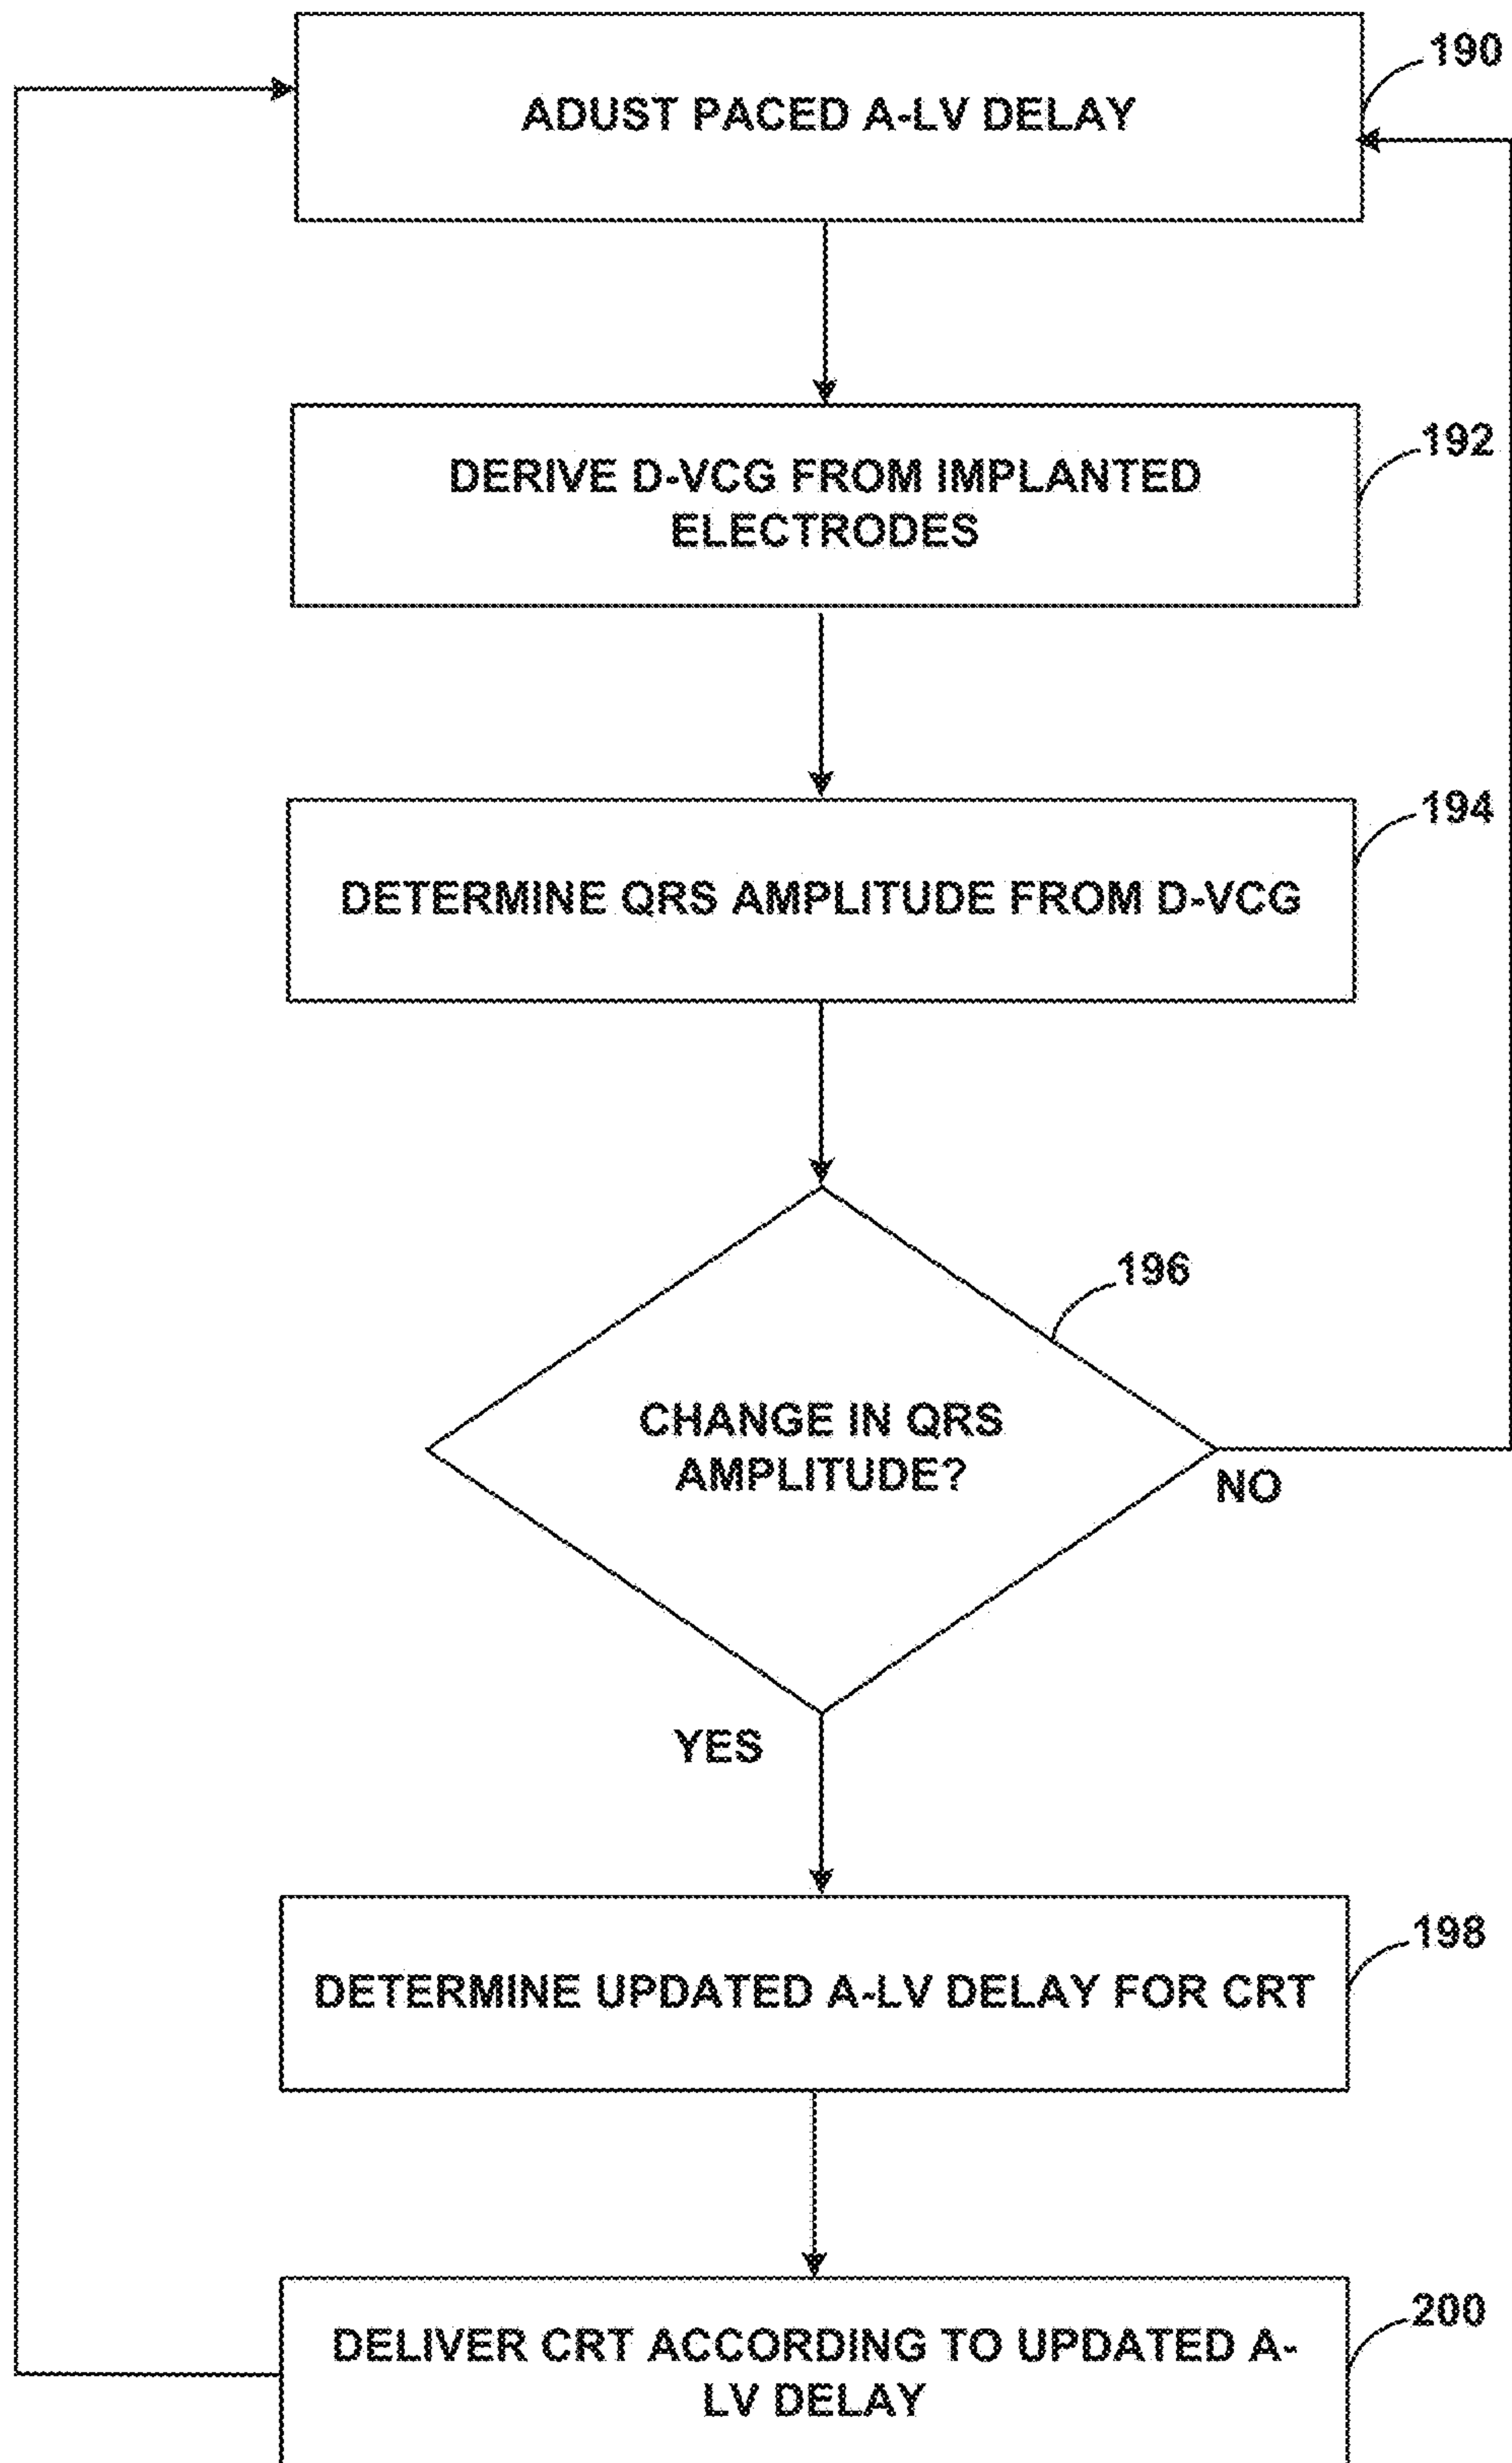 ADUST PACED A-LV DELAY
190
DERIVE D-VCG FROM IMPLANTED
ELECTRODES
192
DETERMINE QRS AMPLITUDE FROM D-VCG
194
196
CHANGE IN QRS
AMPLITUDE?
NO
YES
DETERMINE UPDATED A-LV DELAY FOR CRT
198
DELIVER CRT ACCORDING TO UPDATED A-
LV DELAY
200